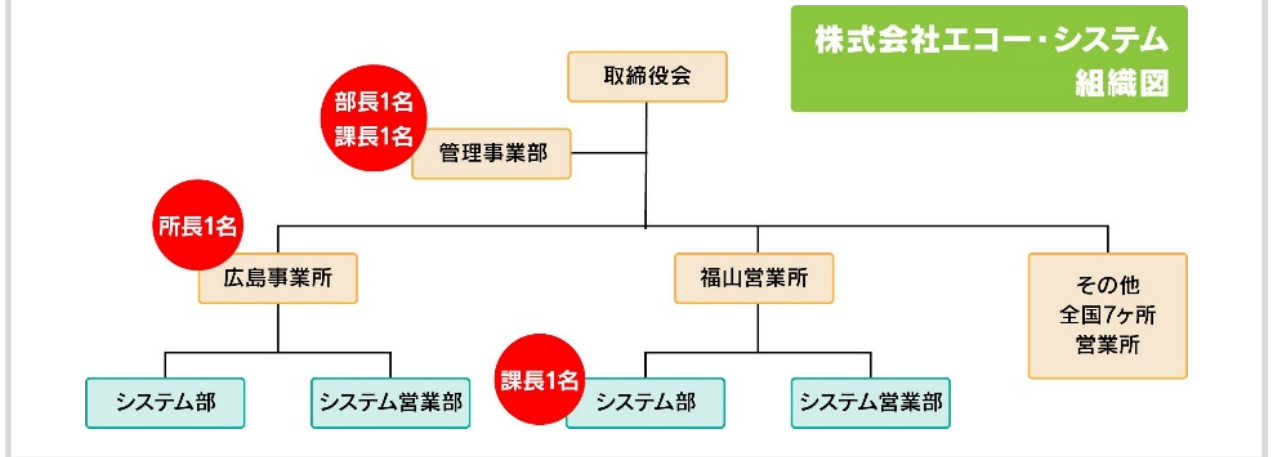 株式会社エコー・システム
組織図
取締役会
部長1名
課長1名
管理事業部
所長1名
広島事業所
福山営業所
その他
全国7ヶ所
営業所
課長1名
システム部
システム営業部
システム部
システム営業部